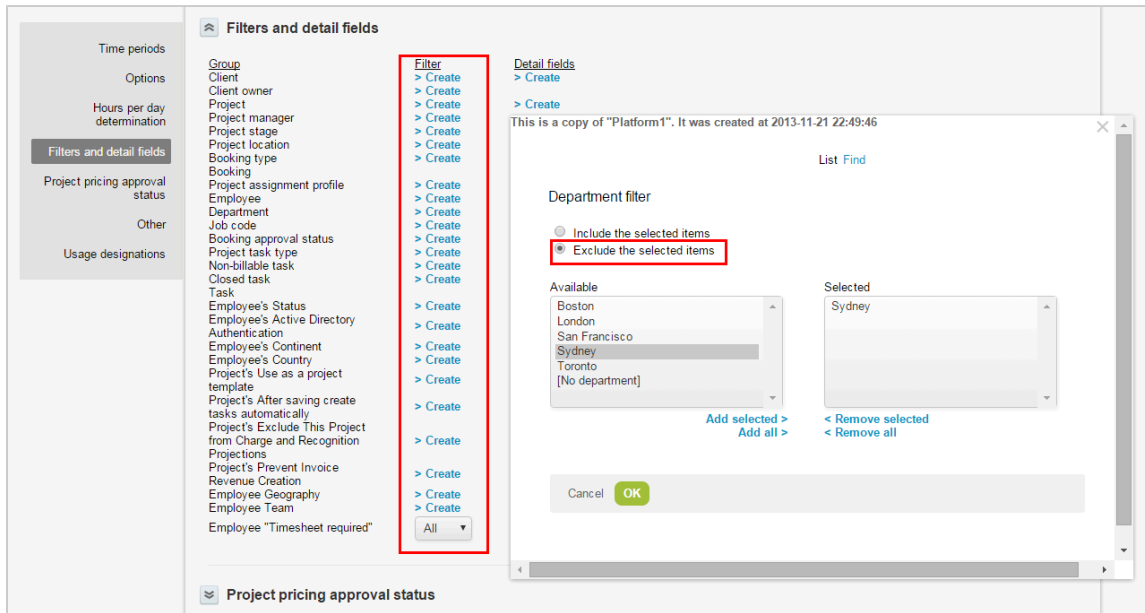 Time periods
Options
Hours per day
determination
Filters and detail fields
Project pricing approval
status
Other
Usage designations
Filters and detail fields
Group Filter Detail fields
Client > Create > Create
Client owner > Create
Project > Create > Create
Project manager > Create
Project stage > Create
Project location > Create
Booking type > Create
Booking
Project assignment profile > Create
Employee > Create
Department > Create
Job code > Create
Booking approval status > Create
Project task type > Create
Non-billable task > Create
Closed task > Create
Task
Employee's Status > Create
Employee's Active Directory
Authentication > Create
Employee's Continent > Create
Employee's Country > Create
Project's Use as a project
template > Create
Project's After saving create
tasks automatically > Create
Project's Exclude This Project
from Charge and Recognition > Create
Projections
Project's Prevent Invoice
Revenue Creation > Create
Employee Geography > Create
Employee Team > Create
Employee "Timesheet required" All
Project pricing approval status
This is a copy of "Platform1". It was created at 2013-11-21 22:49:46
List Find
Department filter
Include the selected items
Exclude the selected items
Available Selected
Boston Sydney
London
San Francisco
Sydney
Toronto
[No department]
Add selected > < Remove selected
Add all > < Remove all
Cancel OK